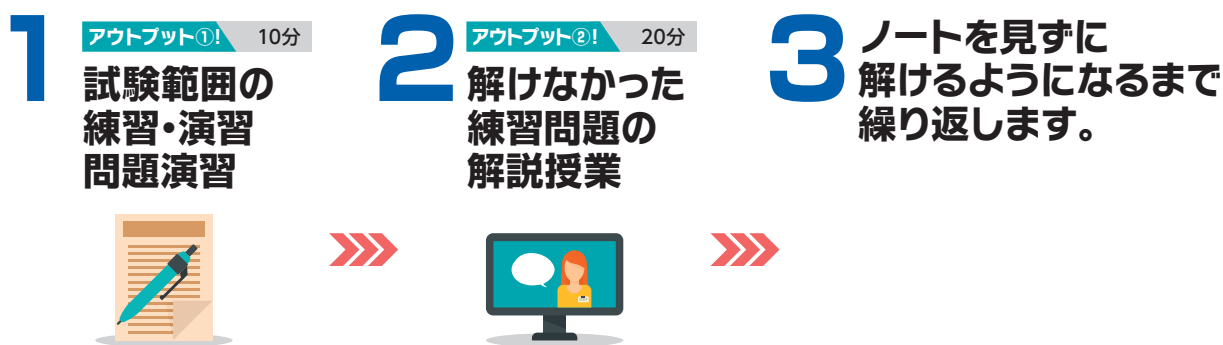 1
アウトプット①! 10分
試験範囲の
練習・演習
問題演習
2
アウトプット②! 20分
解けなかった
練習問題の
解説授業
3
ノートを見ずに
解けるようになるまで
繰り返します。